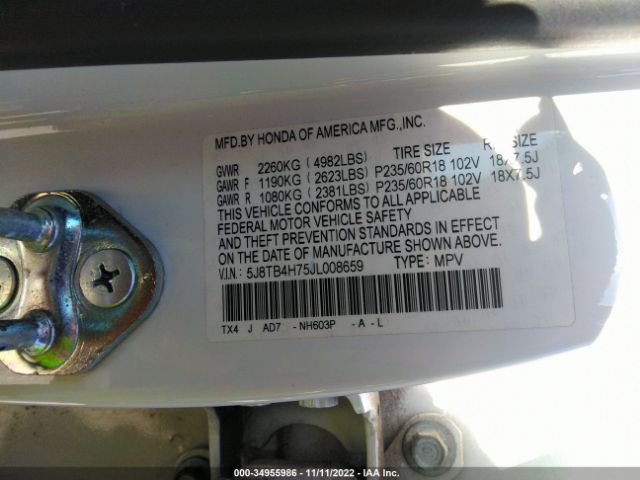 MFD.BY HONDA OF AMERICA MFG.,INC.
TIRE SIZE
GVWR 2260KG ( 4982LBS)
GAWR F 1190KG ( 2623LBS) P235/60R18 102V 18X7.5J
GAWR R 1080KG ( 2381LBS) P235/60R18 102V 18X7.5J
THIS VEHICLE CONFORMS TO ALL APPLICABLE
FEDERAL MOTOR VEHICLE SAFETY
AND THEFT PREVENTION STANDARDS IN EFFECT
ON THE DATE OF MANUFACTURE SHOWN ABOVE.
V.I.N: 5J8TB4H75JL008659 TYPE: MPV
TX4 J AD7 -NH603P -A-L
000-34955986 - 11/11/2022 - IAA Inc.